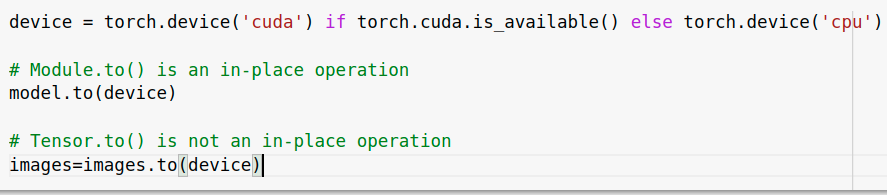 device = torch.device('cuda') if torch.cuda.is_available() else torch.device('cpu')
# Module.to() is an in-place operation
model.to(device)
# Tensor.to() is not an in-place operation
images=images.to(device)